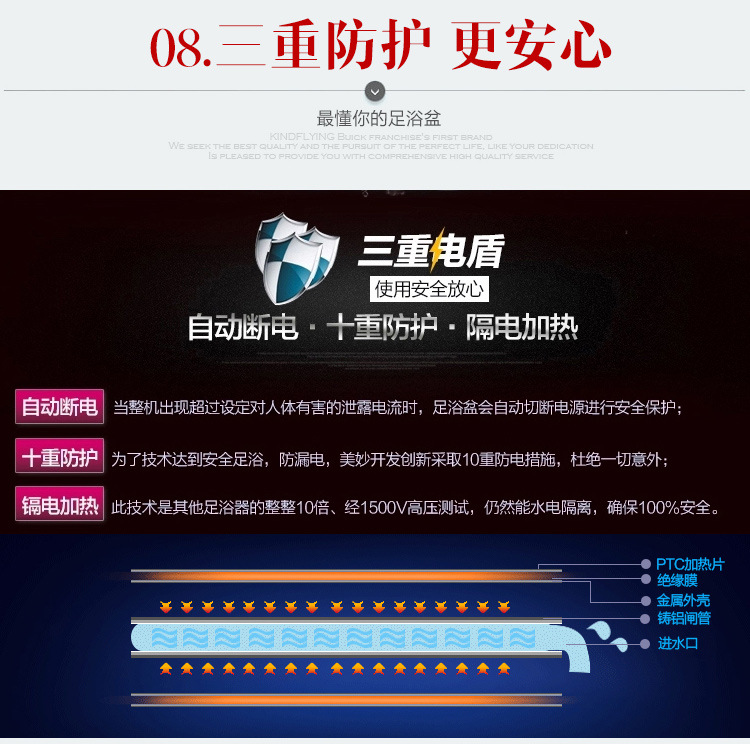 08.三重防护 更安心
最懂你的足浴盆
KINDFLYING BUICK FRANCHISE'S FIRST BRAND
WE SEEK THE BEST QUALITY AND THE PURSUIT OF THE PERFECT LIFE, LIKE YOUR DEDICATION
IS PLEASED TO PROVIDE YOU WITH COMPREHENSIVE HIGH QUALITY SERVICE
三重电盾
使用安全放心
自动断电·十重防护·隔电加热
自动断电 当整机出现超过设定对人体有害的泄露电流时，足浴盆会自动切断电源进行安全保护；
十重防护 为了技术达到安全足浴，防漏电，美妙开发创新采取10重防电措施，杜绝一切意外；
镉电加热 此技术是其他足浴器的整整10倍、经1500V高压测试，仍然能水电隔离，确保100%安全。
PTC加热片
绝缘膜
金属外壳
铸铝闸管
进水口